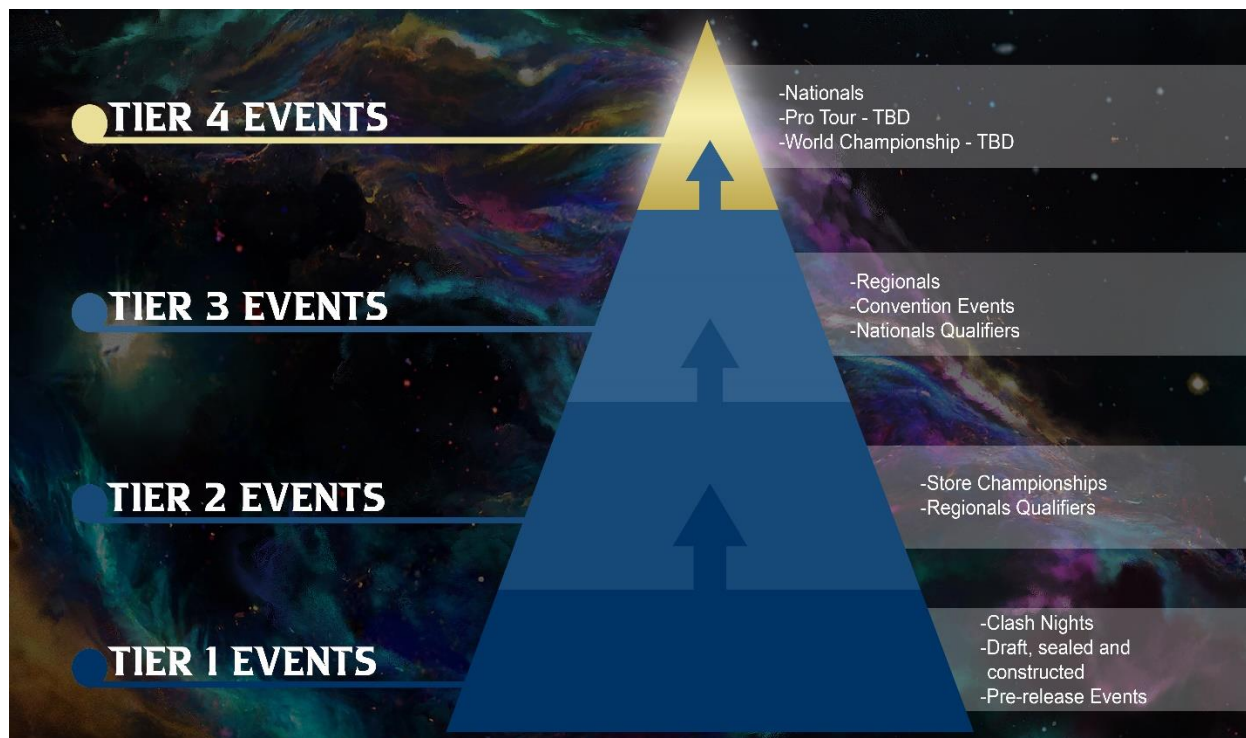 TIER 4 EVENTS
-Nationals
-Pro Tour - TBD
-World Championship - TBD
TIER 3 EVENTS
-Regionals
-Convention Events
-Nationals Qualifiers
TIER 2 EVENTS
-Store Championships
-Regionals Qualifiers
TIER 1 EVENTS
-Clash Nights
-Draft, sealed and
constructed
-Pre-release Events